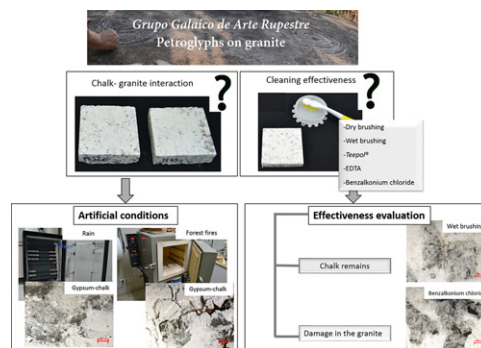 Grupo Galaico de Arte Rupestre
Petroglyphs on granite
Chalk- granite interaction
?
Cleaning effectiveness
?
-Dry brushing
-Wet brushing
-Teepol®
-EDTA
-Benzalkonium chloride
Artificial conditions
Rain
Forest fires
Gypsum-chalk
Gypsum-chalk
Effectiveness evaluation
Wet brushing
Chalk remains
Benzalkonium chloride
Damage in the granite